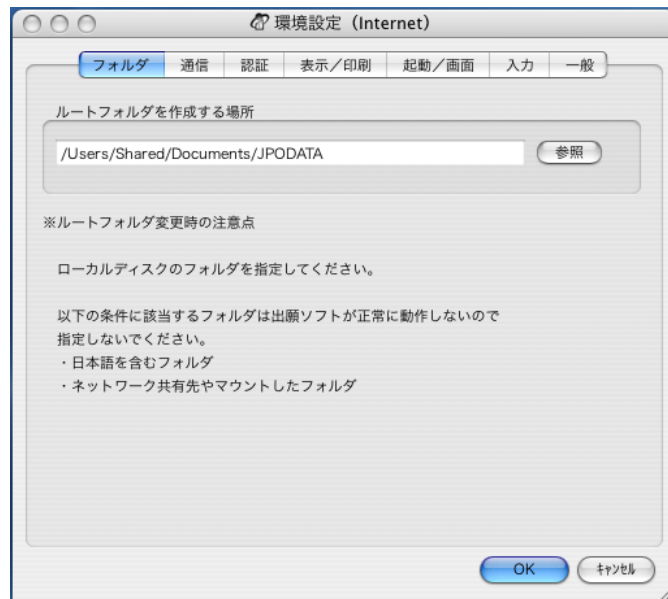 環境設定（Internet）
フォルダ 通信 認証 表示／印刷 起動／画面 入力 一般
ルートフォルダを作成する場所
/Users/Shared/Documents/JPODATA 参照
※ルートフォルダ変更時の注意点
ローカルディスクのフォルダを指定してください。
以下の条件に該当するフォルダは出願ソフトが正常に動作しないので
指定しないでください。
・日本語を含むフォルダ
・ネットワーク共有先やマウントしたフォルダ
OK ｷｬﾝｾﾙ